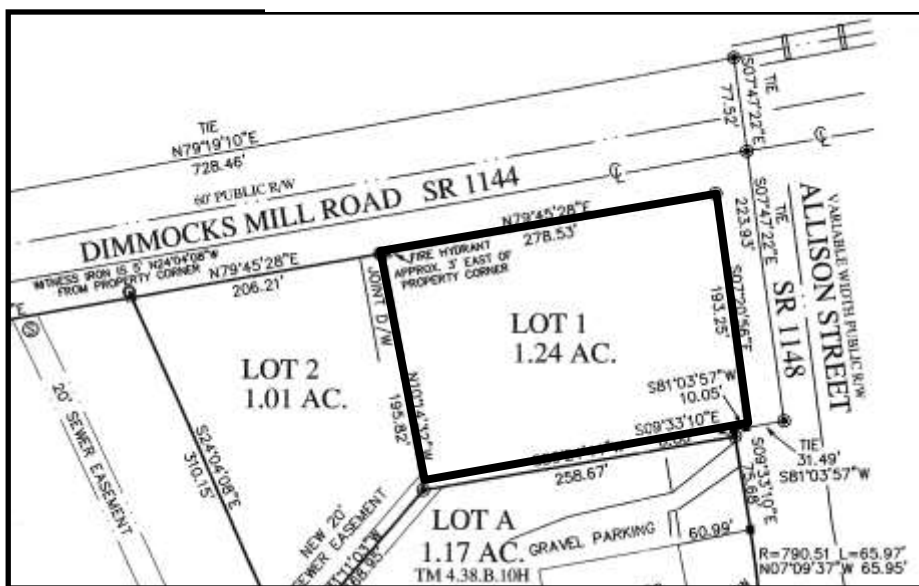 TIE
N79°19'10"E
728.46'
60' PUBLIC R/W
DIMMOCKS MILL ROAD SR 1144
TIE
S07°47'22"E
77.52'
WITNESS IRON IS 5' N24°04'08"W
FROM PROPERTY CORNER
N79°45'28"E
206.21'
FIRE HYDRANT
APPROX. 3' EAST OF
PROPERTY CORNER
N79°45'28"E
278.53'
TIE
S07°47'22"E
223.93'
VARIABLE WIDTH PUBLIC R/W
ALLISON STREET
SR 1148
JOINT D/W
S07°20'56"E
193.25'
LOT 1
1.24 AC.
LOT 2
1.01 AC.
N10°14'32"W
195.82'
20' SEWER EASEMENT
S24°04'08"E
310.15'
S81°03'57"W
10.05'
S09°33'10"E
258.67'
TIE
31.49'
S81°03'57"W
S09°33'10"E
75.68'
NEW 20'
SEWER EASEMENT
LOT A
1.17 AC.
TM 4.38.B.10H
GRAVEL PARKING
60.99'
R=790.51 L=65.97'
N07°09'37"W 65.95'